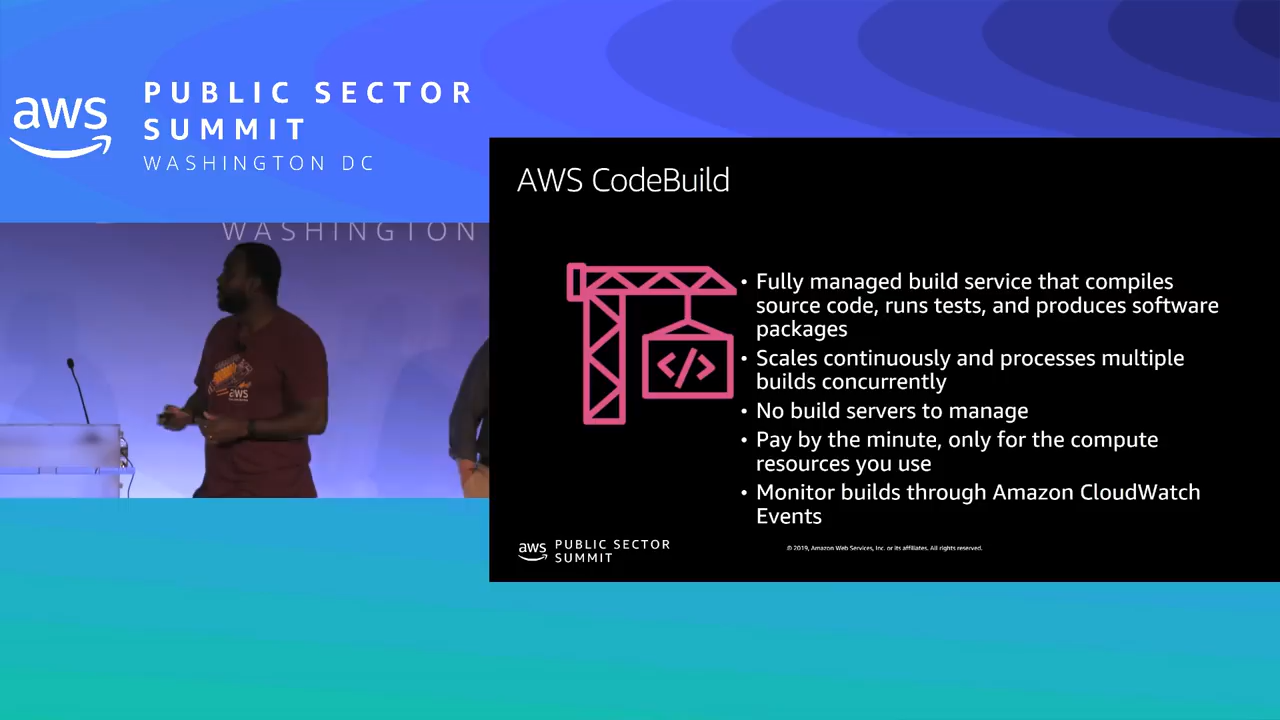 aws
PUBLIC SECTOR
SUMMIT
WASHINGTON DC
WASHINGTON
aws
AWS CodeBuild
• Fully managed build service that compiles
source code, runs tests, and produces software
packages
• Scales continuously and processes multiple
builds concurrently
• No build servers to manage
• Pay by the minute, only for the compute
resources you use
• Monitor builds through Amazon CloudWatch
Events
aws
PUBLIC SECTOR
SUMMIT
© 2019, Amazon Web Services, Inc. or its affiliates. All rights reserved.